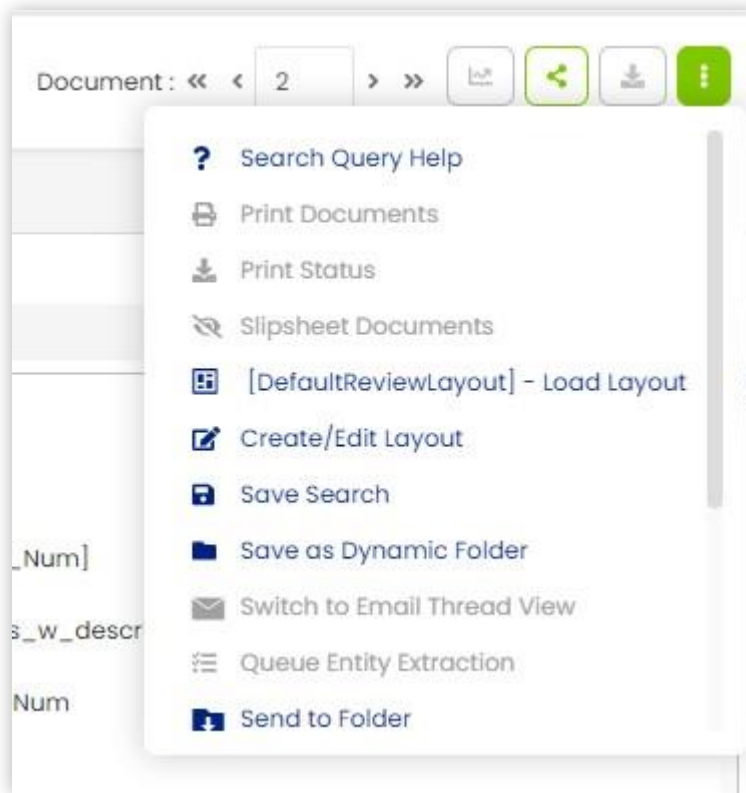 Document : « ‹ 2 › »
Search Query Help
Print Documents
Print Status
Slipsheet Documents
[DefaultReviewLayout] - Load Layout
Create/Edit Layout
Save Search
Save as Dynamic Folder
_Num]
Switch to Email Thread View
s_w_descr
Queue Entity Extraction
Num
Send to Folder